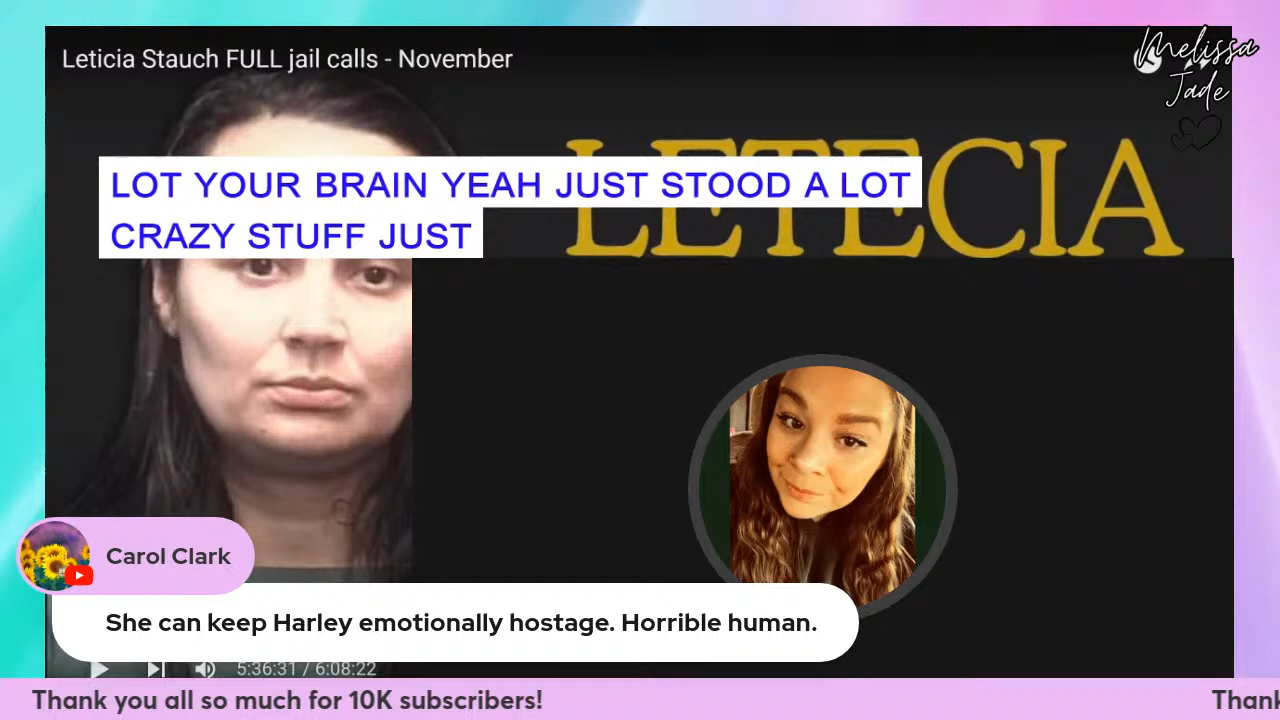 Leticia Stauch FULL jail calls - November
Melissa
Jade
LETECIA
LOT YOUR BRAIN YEAH JUST STOOD A LOT
CRAZY STUFF JUST
Carol Clark
She can keep Harley emotionally hostage. Horrible human.
5:36:31 / 6:08:22
Thank you all so much for 10K subscribers!
Thank